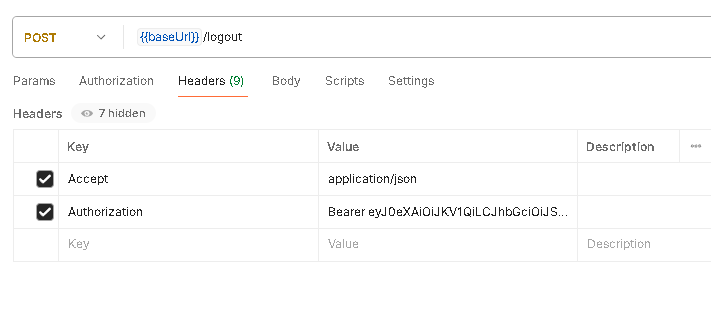 POST {{baseUrl}} /logout
Params Authorization Headers (9) Body Scripts Settings
Headers 7 hidden
Key Value Description
Accept application/json
Authorization Bearer eyJ0eXAiOiJKV1QiLCJhbGciOiJS...
Key Value Description